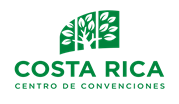 COSTA RICA
CENTRO DE CONVENCIONES